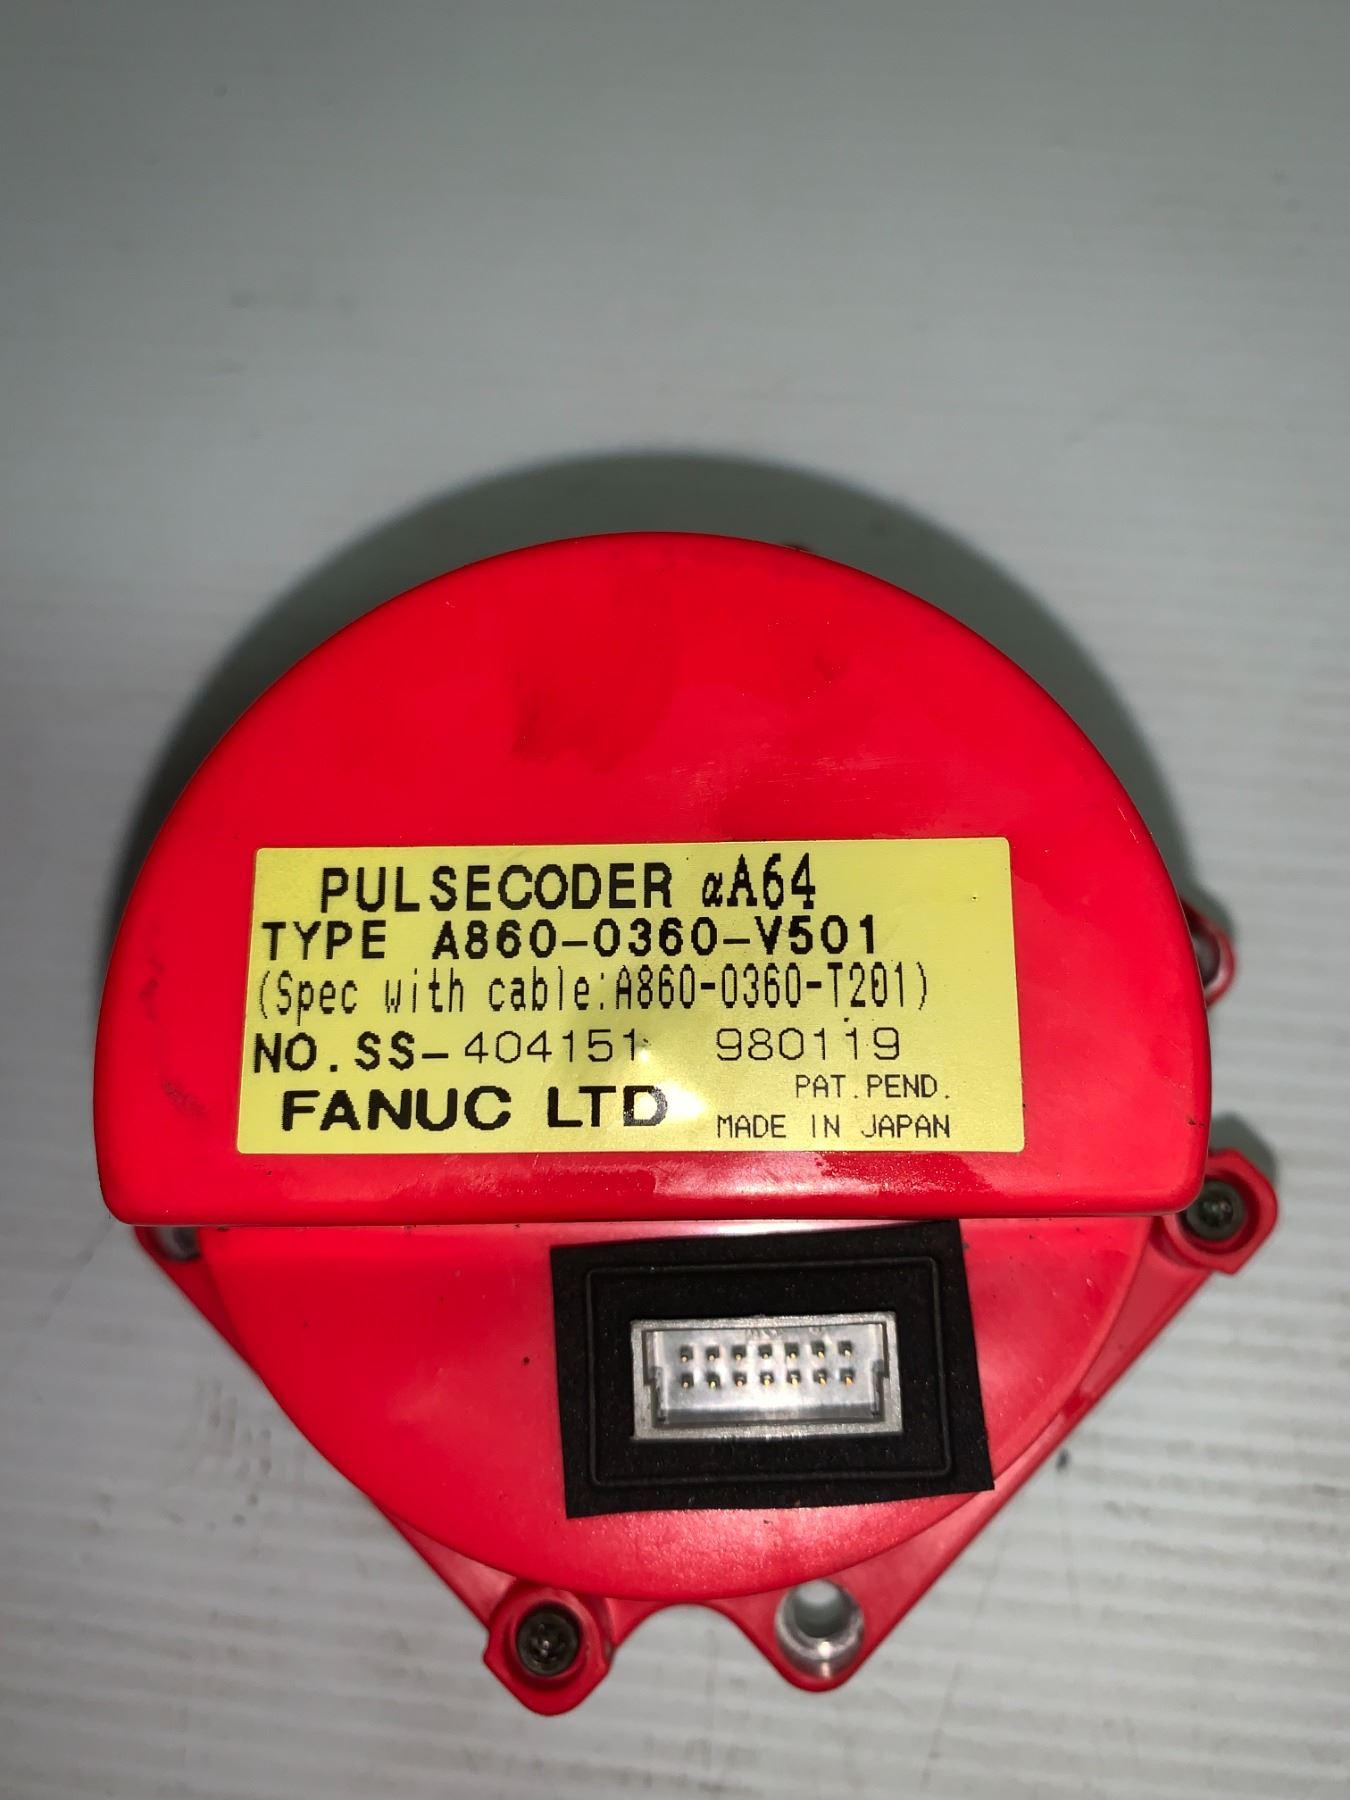 PULSECODER αA64
TYPE A860-0360-V501
(Spec with cable:A860-0360-T201)
NO.SS-404151 980119
PAT.PEND.
FANUC LTD
MADE IN JAPAN